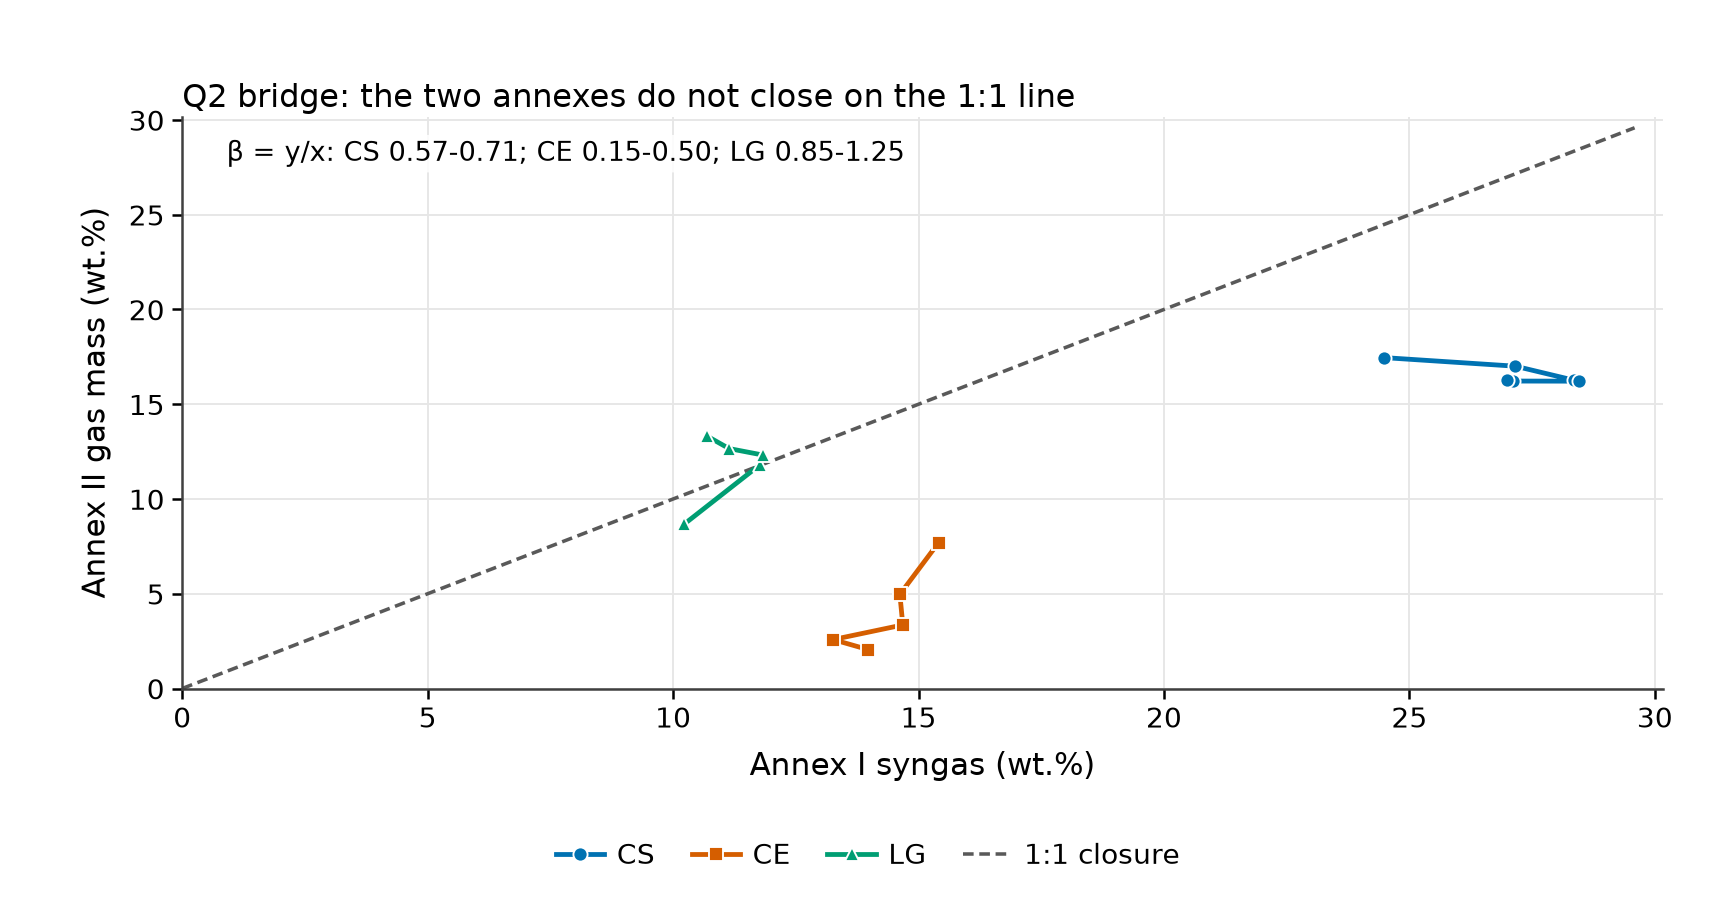 Q2 bridge: the two annexes do not close on the 1:1 line
β = y/x: CS 0.57-0.71; CE 0.15-0.50; LG 0.85-1.25
Annex II gas mass (wt.%)
30
25
20
15
10
5
0
0 5 10 15 20 25 30
Annex I syngas (wt.%)
CS CE LG 1:1 closure